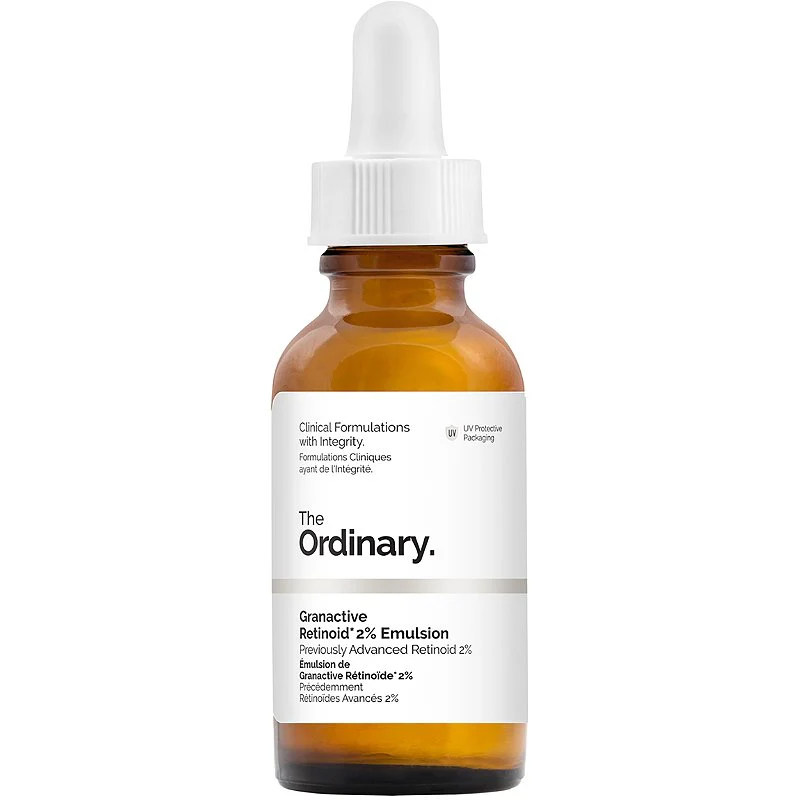 Clinical Formulations
with Integrity.
Formulations Cliniques
ayant de l'Intégrité.
UV
UV Protective
Packaging
The
Ordinary.
Granactive
Retinoid* 2% Emulsion
Previously Advanced Retinoid 2%
Émulsion de
Granactive Rétinoïde* 2%
Précédemment
Rétinoïdes Avancés 2%